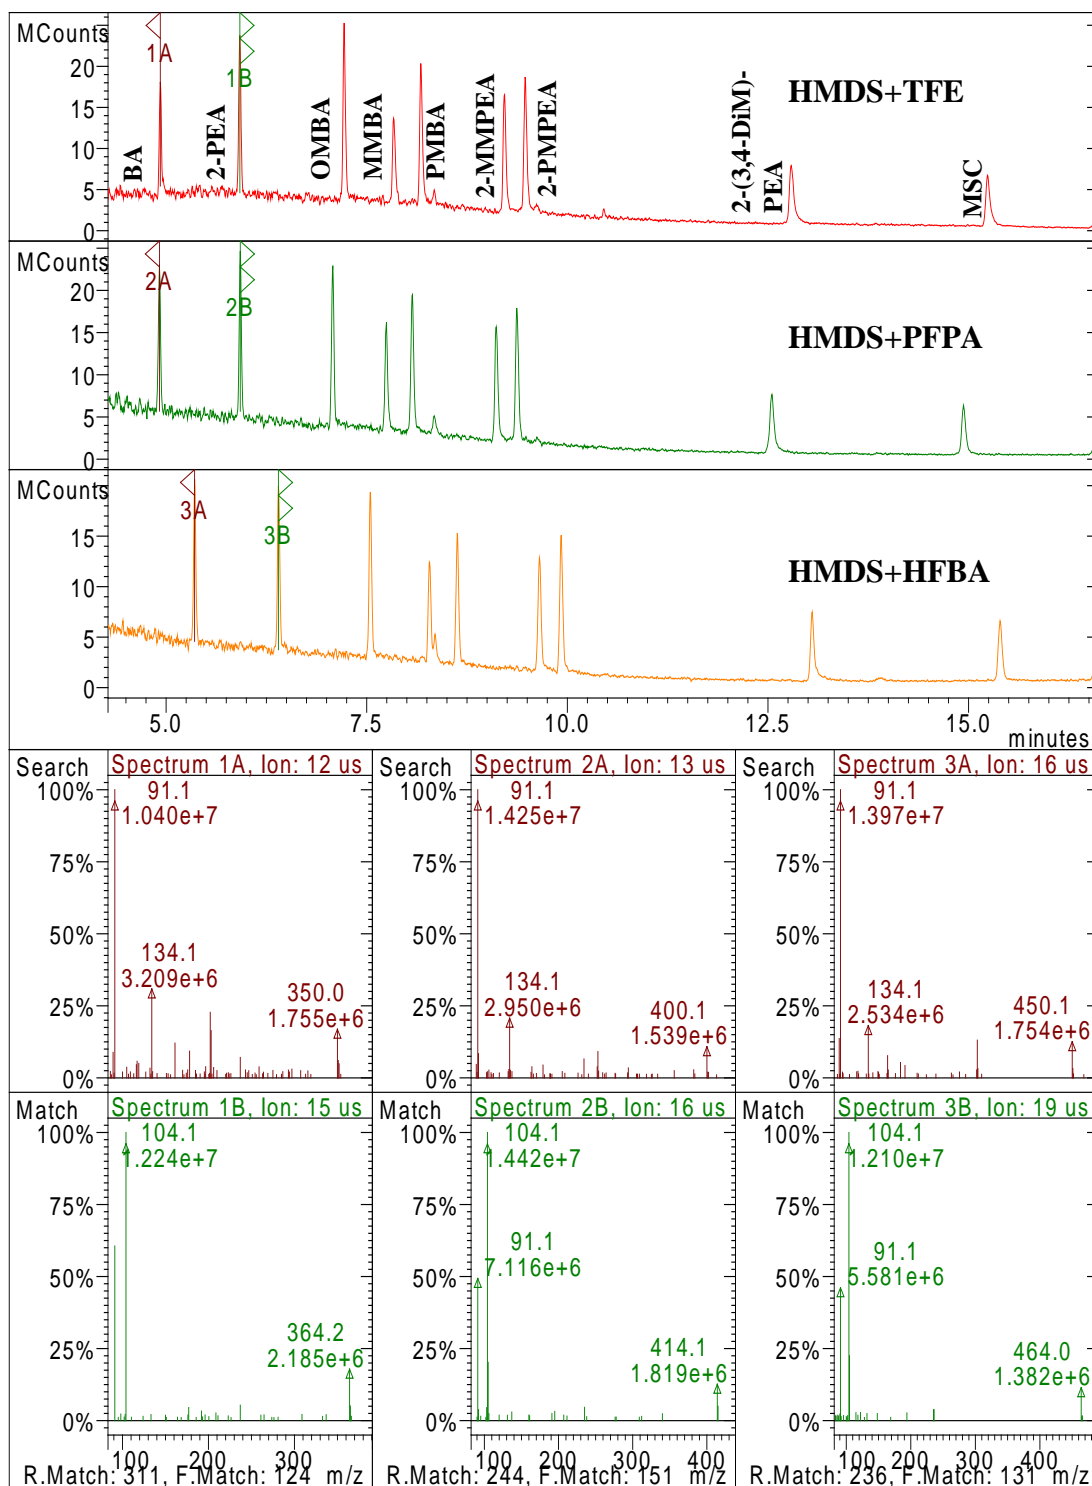 MCounts
25
20
15
10
5
0
1A
1B
BA
2-PEA
OMBA
MMBA
PMBA
2-MMPEA
2-PMPEA
2-(3,4-DiM)-
PEA
MSC
HMDS+TFE
MCounts
25
20
15
10
5
0
2A
2B
HMDS+PFPA
MCounts
15
10
5
0
3A
3B
HMDS+HFBA
5.0 7.5 10.0 12.5 15.0
minutes
Search Spectrum 1A, Ion: 12 us
100%
75%
50%
25%
0%
91.1
1.040e+7
134.1
3.209e+6
350.0
1.755e+6
Search Spectrum 2A, Ion: 13 us
100%
75%
50%
25%
0%
91.1
1.425e+7
134.1
2.950e+6
400.1
1.539e+6
Search Spectrum 3A, Ion: 16 us
100%
75%
50%
25%
0%
91.1
1.397e+7
134.1
2.534e+6
450.1
1.754e+6
Match Spectrum 1B, Ion: 15 us
100%
75%
50%
25%
0%
104.1
1.224e+7
364.2
2.185e+6
100 200 300
R.Match: 311, F.Match: 124 m/z
Match Spectrum 2B, Ion: 16 us
100%
75%
50%
25%
0%
104.1
1.442e+7
91.1
7.116e+6
414.1
1.819e+6
100 200 300 400
R.Match: 244, F.Match: 151 m/z
Match Spectrum 3B, Ion: 19 us
100%
75%
50%
25%
0%
104.1
1.210e+7
91.1
5.581e+6
464.0
1.382e+6
100 200 300 400
R.Match: 236, F.Match: 131 m/z